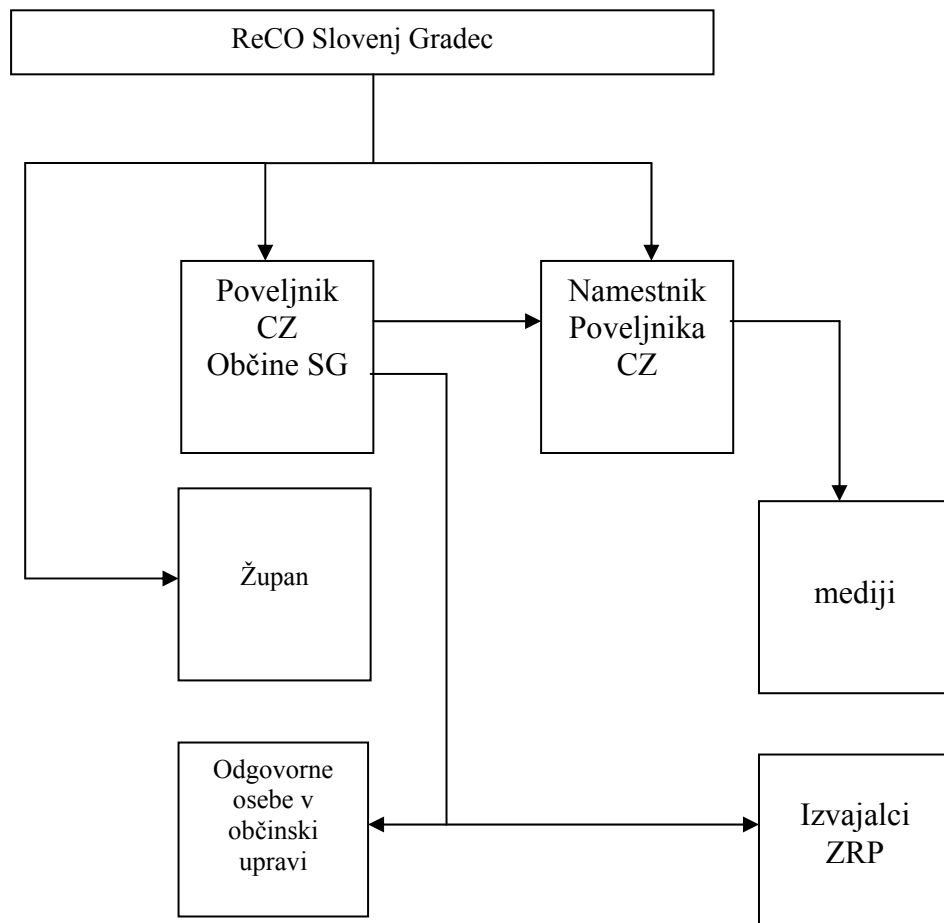 ReCO Slovenj Gradec
Poveljnik
CZ
Občine SG
Namestnik
Poveljnika
CZ
Župan
mediji
Odgovorne
osebe v
občinski
upravi
Izvajalci
ZRP